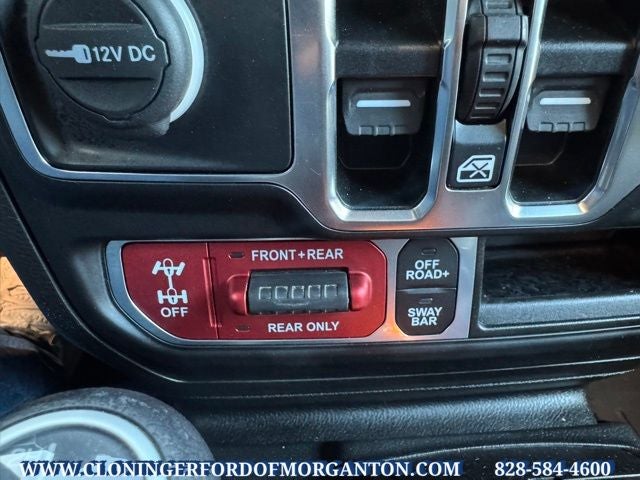 12V DC
FRONT+REAR
OFF
REAR ONLY
OFF
ROAD+
SWAY
BAR
WWW.CLONINGERFORDOFMORGANTON.COM 828-584-4600